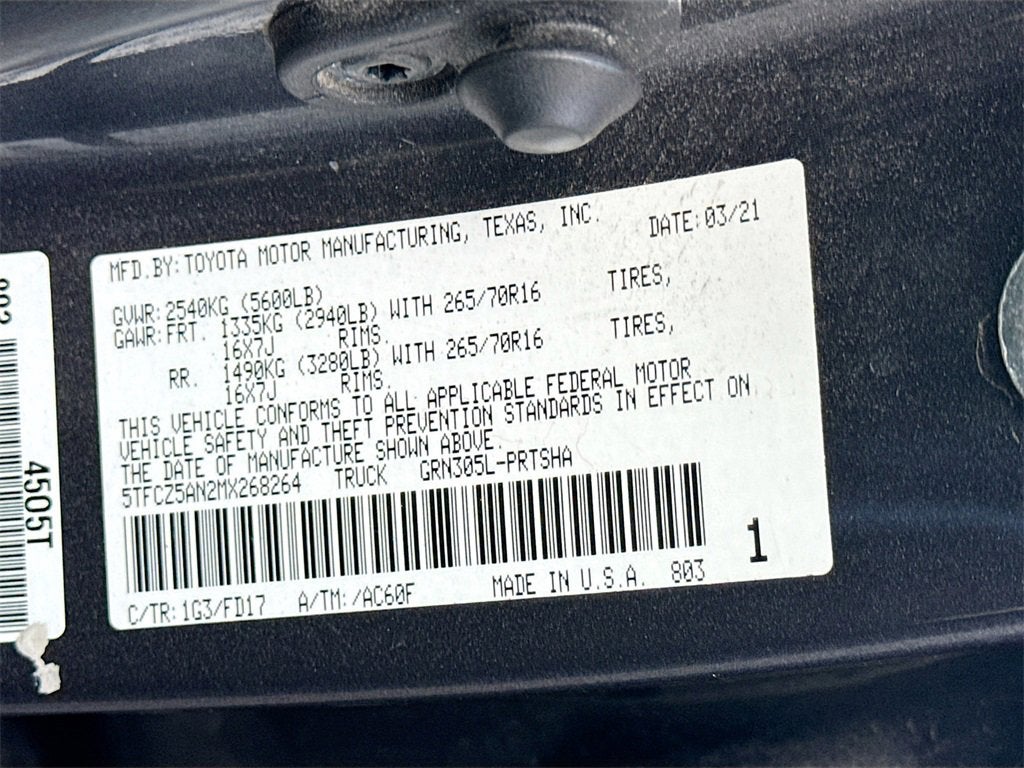 MFD.BY:TOYOTA MOTOR MANUFACTURING, TEXAS, INC. DATE:03/21
GVWR:2540KG (5600LB)
GAWR:FRT. 1335KG (2940LB) WITH 265/70R16 TIRES,
16X7J RIMS.
RR. 1490KG (3280LB) WITH 265/70R16 TIRES,
16X7J RIMS.
THIS VEHICLE CONFORMS TO ALL APPLICABLE FEDERAL MOTOR
VEHICLE SAFETY AND THEFT PREVENTION STANDARDS IN EFFECT ON
THE DATE OF MANUFACTURE SHOWN ABOVE.
5TFCZ5AN2MX268264 TRUCK GRN305L-PRTSHA
1
C/TR:1G3/FD17 A/TM:/AC60F MADE IN U.S.A. 803
4505T